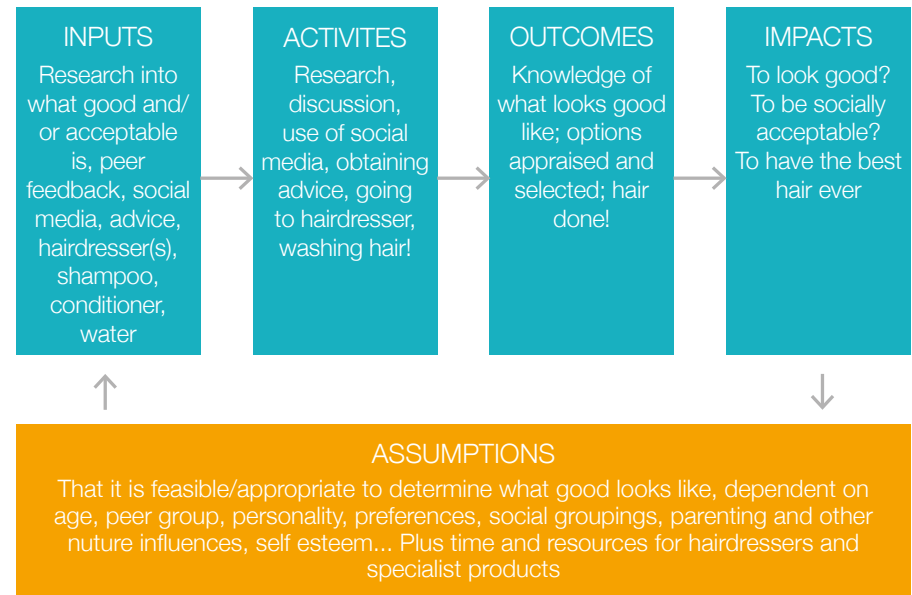 INPUTS
Research into
what good and/
or acceptable
is, peer
feedback, social
media, advice,
hairdresser(s),
shampoo,
conditioner,
water
ACTIVITES
Research,
discussion,
use of social
media, obtaining
advice, going
to hairdresser,
washing hair!
OUTCOMES
Knowledge of
what looks good
like; options
appraised and
selected; hair
done!
IMPACTS
To look good?
To be socially
acceptable?
To have the best
hair ever
ASSUMPTIONS
That it is feasible/appropriate to determine what good looks like, dependent on
age, peer group, personality, preferences, social groupings, parenting and other
nuture influences, self esteem... Plus time and resources for hairdressers and
specialist products